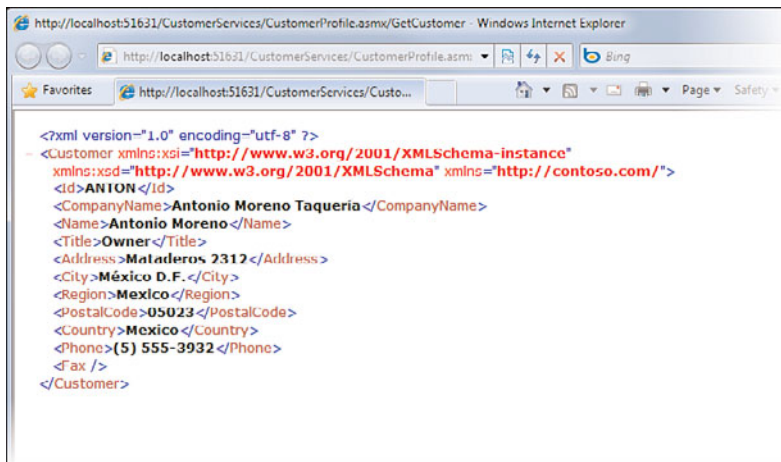 http://localhost:51631/CustomerServices/CustomerProfile.asmx/GetCustomer - Windows Internet Explorer
http://localhost:51631/CustomerServices/CustomerProfile.asm:
Bing
Favorites
http://localhost:51631/CustomerServices/Custo...
Page
Safety
<?xml version="1.0" encoding="utf-8" ?>
- <Customer xmlns:xsi="http://www.w3.org/2001/XMLSchema-instance"
xmlns:xsd="http://www.w3.org/2001/XMLSchema" xmlns="http://contoso.com/">
<Id>ANTON</Id>
<CompanyName>Antonio Moreno Taquería</CompanyName>
<Name>Antonio Moreno</Name>
<Title>Owner</Title>
<Address>Mataderos 2312</Address>
<City>México D.F.</City>
<Region>Mexico</Region>
<PostalCode>05023</PostalCode>
<Country>Mexico</Country>
<Phone>(5) 555-3932</Phone>
<Fax />
</Customer>